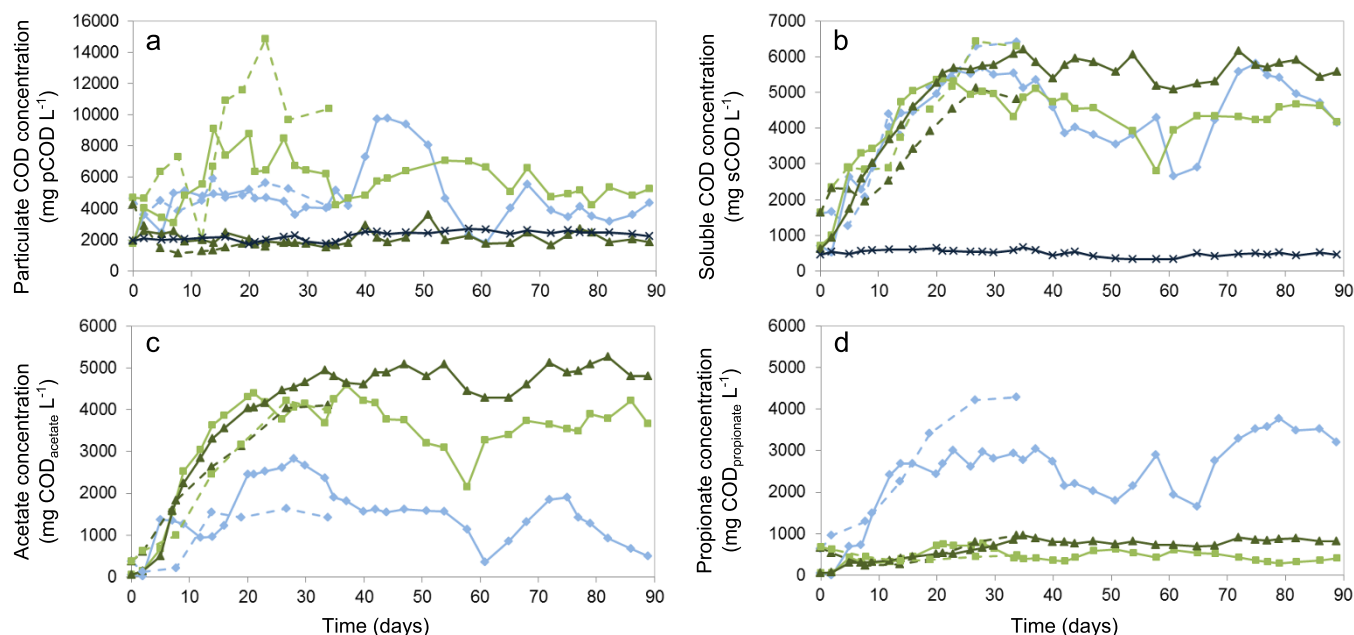 a
Particulate COD concentration
(mg pCOD L-1)
16000
14000
12000
10000
8000
6000
4000
2000
0
0 10 20 30 40 50 60 70 80 90
b
Soluble COD concentration
(mg sCOD L-1)
7000
6000
5000
4000
3000
2000
1000
0
0 10 20 30 40 50 60 70 80 90
c
Acetate concentration
(mg CODacetate L-1)
6000
5000
4000
3000
2000
1000
0
0 10 20 30 40 50 60 70 80 90
Time (days)
d
Propionate concentration
(mg CODpropionate L-1)
6000
5000
4000
3000
2000
1000
0
0 10 20 30 40 50 60 70 80 90
Time (days)